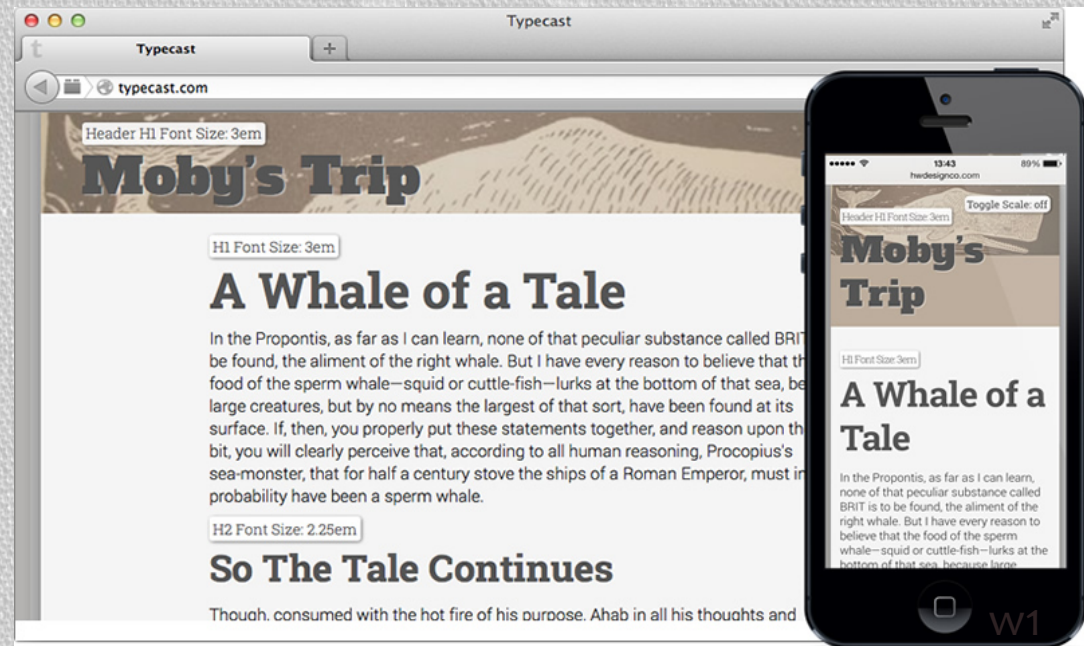 Typecast
t Typecast +
typecast.com
Header H1 Font Size: 3em
Moby's Trip
H1 Font Size: 3em
A Whale of a Tale
In the Propontis, as far as I can learn, none of that peculiar substance called BRIT
be found, the aliment of the right whale. But I have every reason to believe that th
food of the sperm whale—squid or cuttle-fish—lurks at the bottom of that sea, be
large creatures, but by no means the largest of that sort, have been found at its
surface. If, then, you properly put these statements together, and reason upon th
bit, you will clearly perceive that, according to all human reasoning, Procopius's
sea-monster, that for half a century stove the ships of a Roman Emperor, must in
probability have been a sperm whale.
H2 Font Size: 2.25em
So The Tale Continues
Though, consumed with the hot fire of his purpose, Ahab in all his thoughts and
13:43 89%
hwdesignco.com
Toggle Scale: off
Header H1 Font Size: 3em
Moby's
Trip
H1 Font Size: 3em
A Whale of a
Tale
In the Propontis, as far as I can learn,
none of that peculiar substance called
BRIT is to be found, the aliment of the
right whale. But I have every reason to
believe that the food of the sperm
whale—squid or cuttle-fish—lurks at the
bottom of that sea, because large
W1